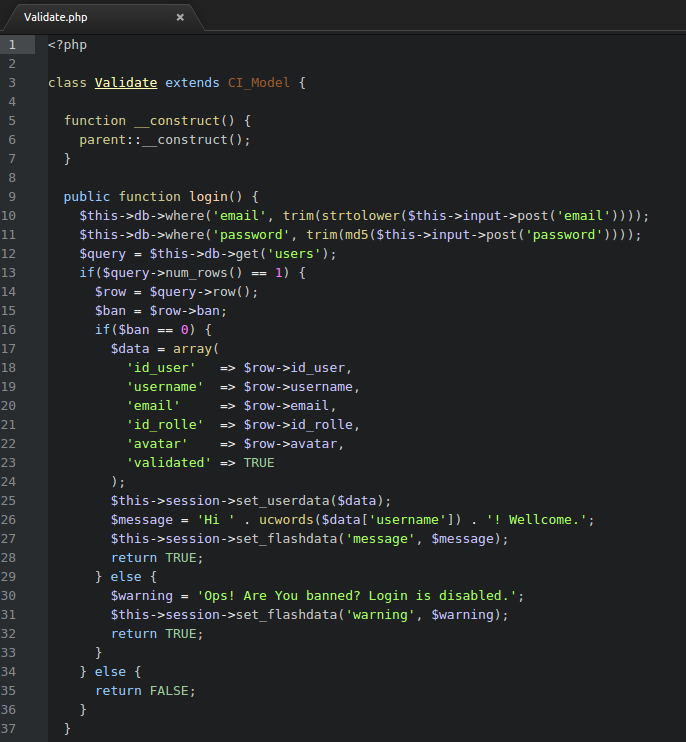 Validate.php ×
1 <?php
2
3 class Validate extends CI_Model {
4
5   function __construct() {
6     parent::__construct();
7   }
8
9   public function login() {
10     $this->db->where('email', trim(strtolower($this->input->post('email'))));
11     $this->db->where('password', trim(md5($this->input->post('password'))));
12     $query = $this->db->get('users');
13     if($query->num_rows() == 1) {
14       $row = $query->row();
15       $ban = $row->ban;
16       if($ban == 0) {
17         $data = array(
18           'id_user'   => $row->id_user,
19           'username'  => $row->username,
20           'email'     => $row->email,
21           'id_rolle'  => $row->id_rolle,
22           'avatar'    => $row->avatar,
23           'validated' => TRUE
24         );
25         $this->session->set_userdata($data);
26         $message = 'Hi ' . ucwords($data['username']) . '! Wellcome.';
27         $this->session->set_flashdata('message', $message);
28         return TRUE;
29       } else {
30         $warning = 'Ops! Are You banned? Login is disabled.';
31         $this->session->set_flashdata('warning', $warning);
32         return TRUE;
33       }
34     } else {
35       return FALSE;
36     }
37   }